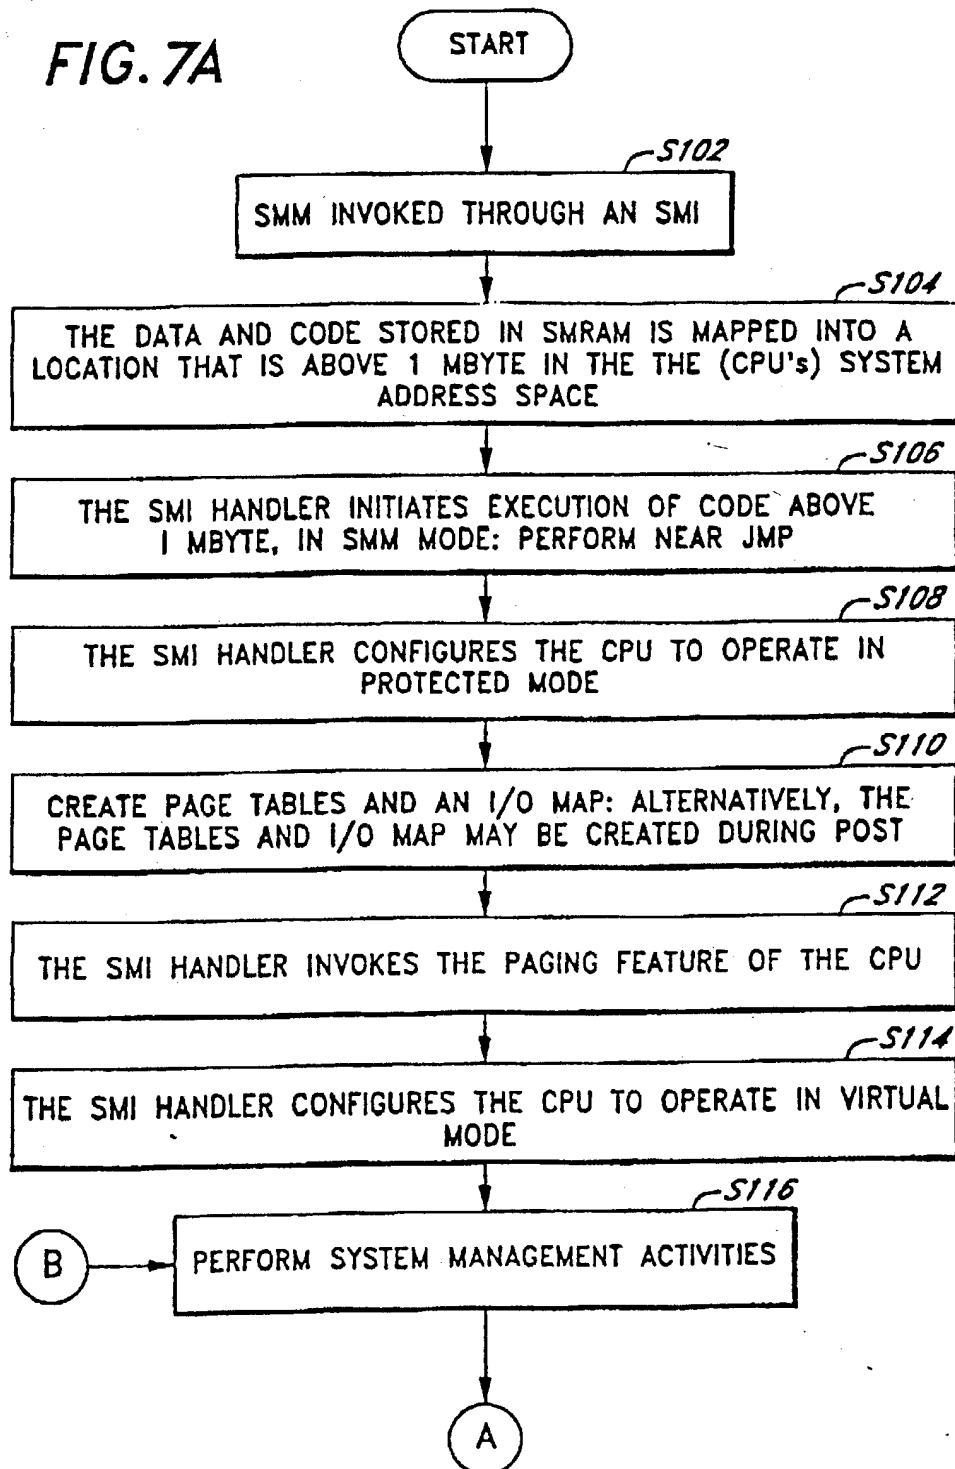 FIG. 7A
START
S102
SMM INVOKED THROUGH AN SMI
S104
THE DATA AND CODE STORED IN SMRAM IS MAPPED INTO A
LOCATION THAT IS ABOVE 1 MBYTE IN THE THE (CPU's) SYSTEM
ADDRESS SPACE
S106
THE SMI HANDLER INITIATES EXECUTION OF CODE ABOVE
1 MBYTE, IN SMM MODE: PERFORM NEAR JMP
S108
THE SMI HANDLER CONFIGURES THE CPU TO OPERATE IN
PROTECTED MODE
S110
CREATE PAGE TABLES AND AN I/O MAP: ALTERNATIVELY, THE
PAGE TABLES AND I/O MAP MAY BE CREATED DURING POST
S112
THE SMI HANDLER INVOKES THE PAGING FEATURE OF THE CPU
S114
THE SMI HANDLER CONFIGURES THE CPU TO OPERATE IN VIRTUAL
MODE
S116
B
PERFORM SYSTEM MANAGEMENT ACTIVITIES
A